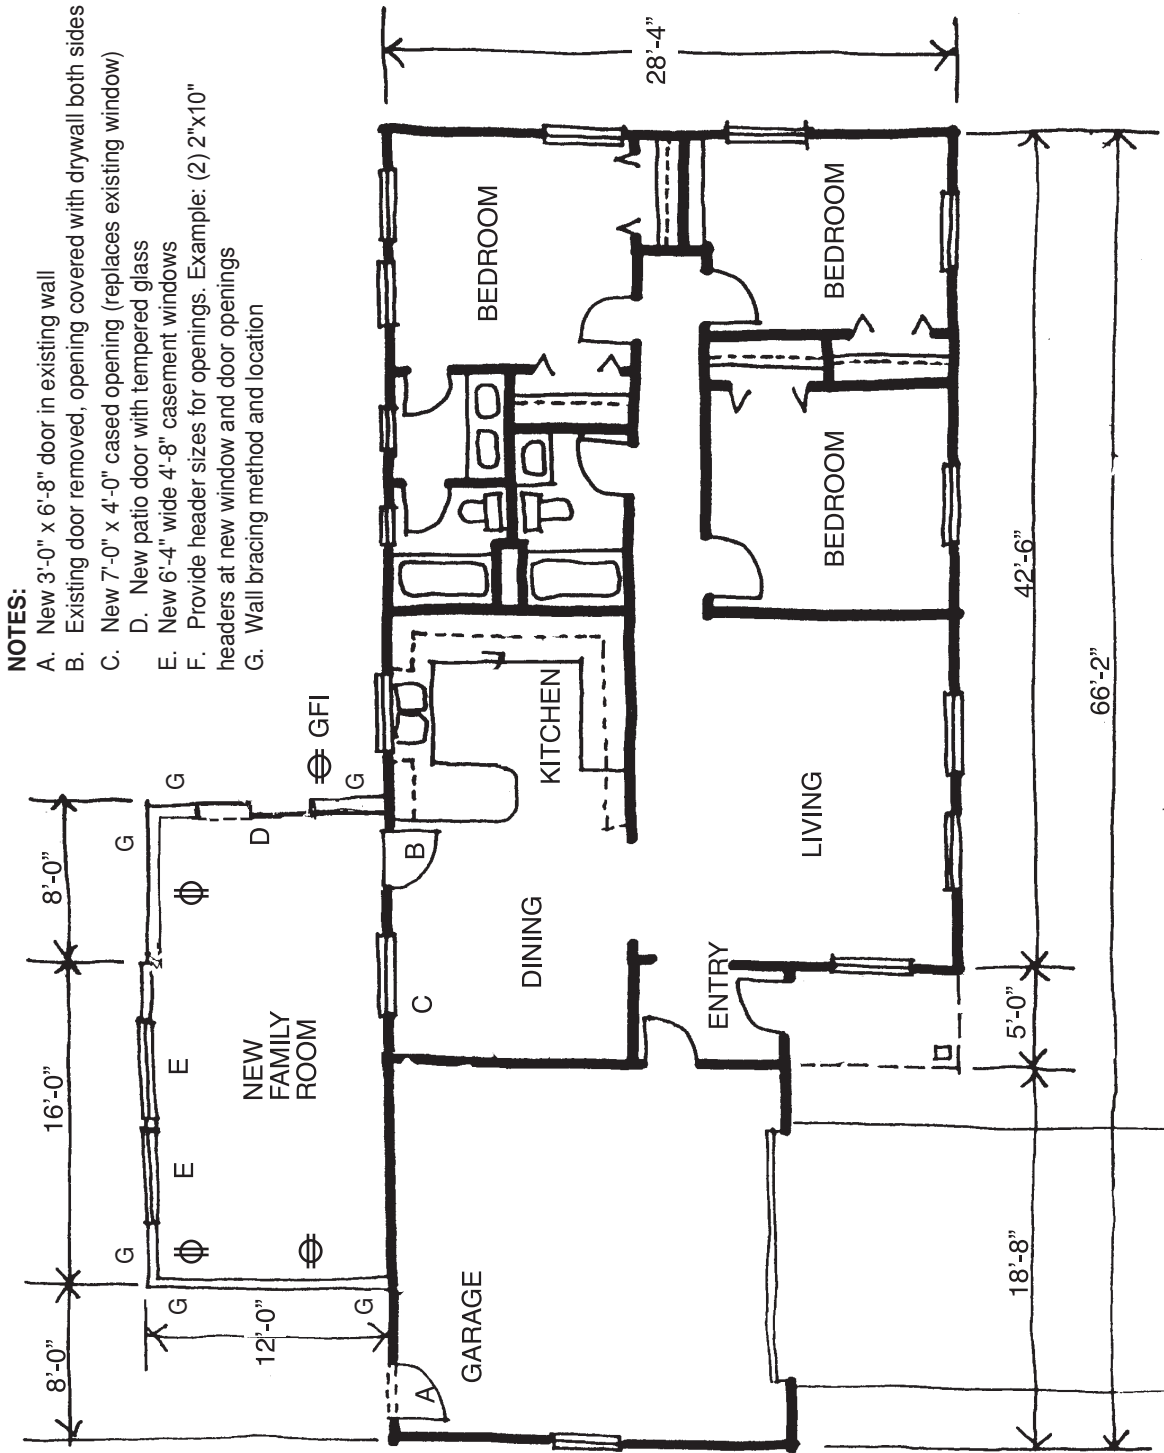 NOTES:
A. New 3'-0" x 6'-8" door in existing wall
B. Existing door removed, opening covered with drywall both sides
C. New 7'-0" x 4'-0" cased opening (replaces existing window)
D. New patio door with tempered glass
E. New 6'-4" wide 4'-8" casement windows
F. Provide header sizes for openings. Example: (2) 2"x10"
headers at new window and door openings
G. Wall bracing method and location
8'-0"
16'-0"
8'-0"
12'-0"
G
G
G
G
G
G
E
E
D
GFI
NEW
FAMILY
ROOM
A
B
C
GARAGE
DINING
KITCHEN
BEDROOM
ENTRY
LIVING
BEDROOM
BEDROOM
28'-4"
18'-8"
5'-0"
42'-6"
66'-2"